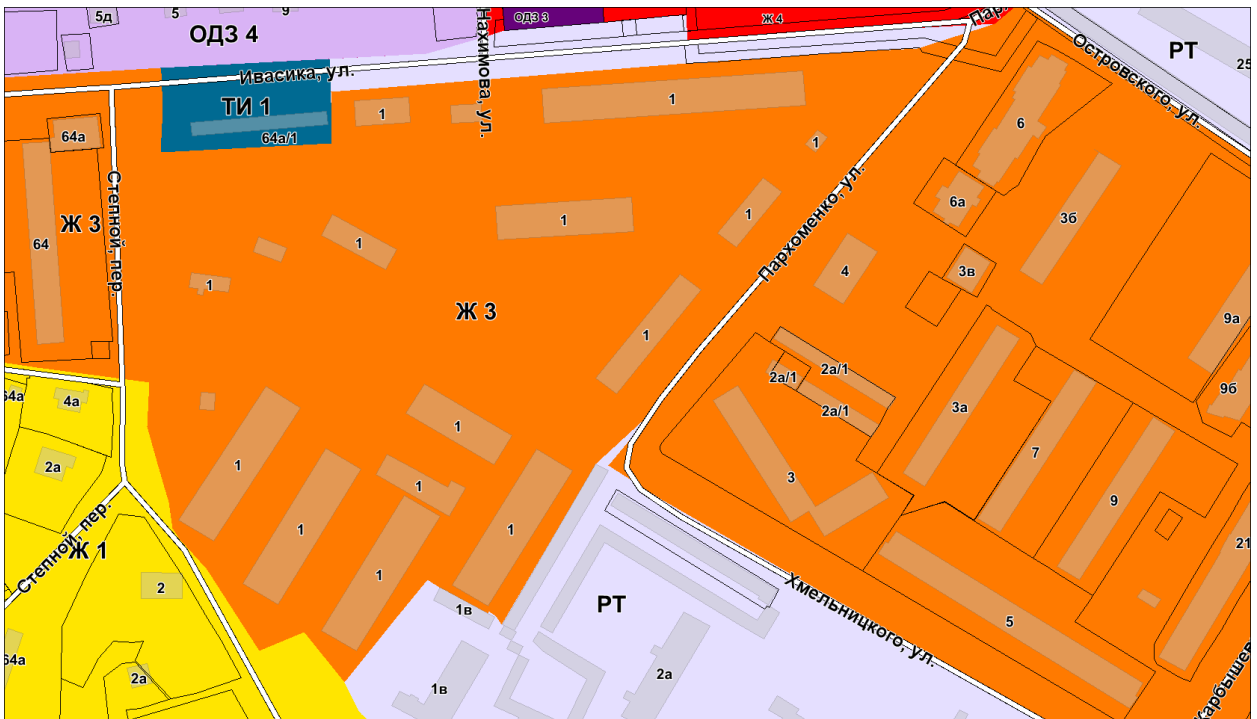 5д
5
9
ОДЗ 3
Ж 4
Пар
ОДЗ 4
Нахимова, ул.
Островского, ул.
РТ
25
Ивасика, ул.
ТИ 1
64а/1
1
1
64а
1
6
Ж 3
64
Степной, пер.
1
1
1
1
Пархоменко, ул.
4
6а
3б
3в
9а
Ж 3
1
2а/1
2а/1
2а/1
9б
64а
4а
1
3а
2а
1
1
3
7
9
Степной, пер.
Ж 1
1
1
1
21
2
1в
РТ
Хмельницкого, ул.
5
64а
2а
1в
2а
Карбышев